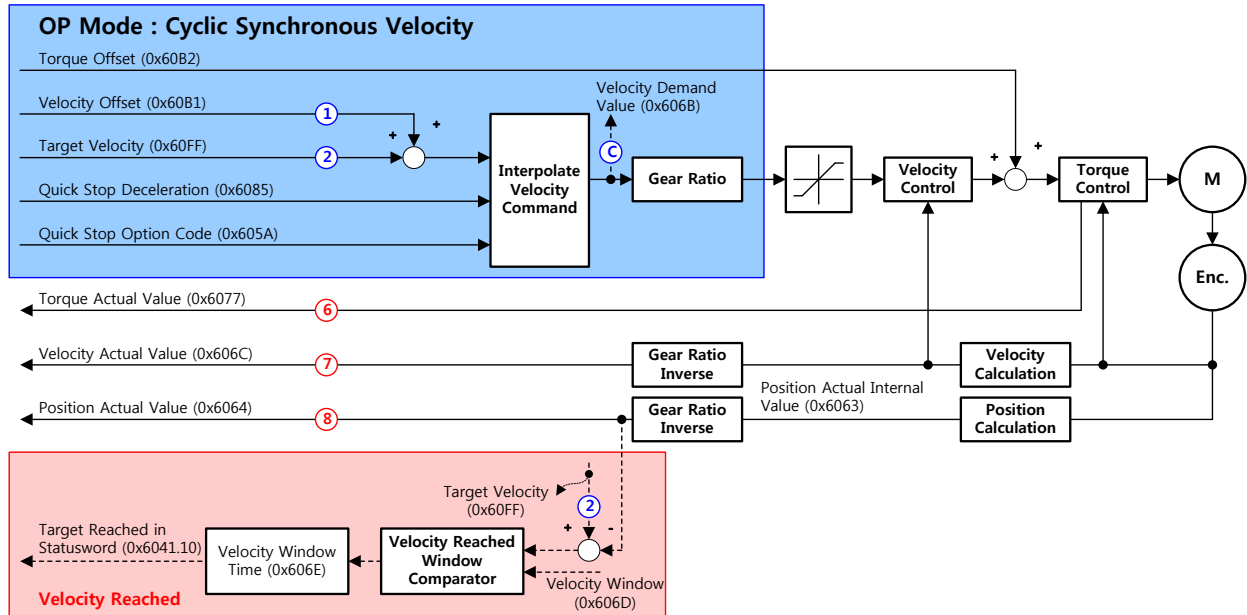 OP Mode : Cyclic Synchronous Velocity
Torque Offset (0x60B2)
Velocity Offset (0x60B1)
1
+
+
Target Velocity (0x60FF)
2
Quick Stop Deceleration (0x6085)
Quick Stop Option Code (0x605A)
Interpolate
Velocity
Command
Velocity Demand
Value (0x606B)
C
Gear Ratio
Velocity
Control
+
+
Torque
Control
M
Enc.
Torque Actual Value (0x6077)
6
Velocity Actual Value (0x606C)
7
Gear Ratio
Inverse
Velocity
Calculation
Position Actual Value (0x6064)
8
Gear Ratio
Inverse
Position Actual Internal
Value (0x6063)
Position
Calculation
Target Velocity
(0x60FF)
2
+
-
Target Reached in
Statusword (0x6041.10)
Velocity Window
Time (0x606E)
Velocity Reached
Window
Comparator
Velocity Window
(0x606D)
Velocity Reached